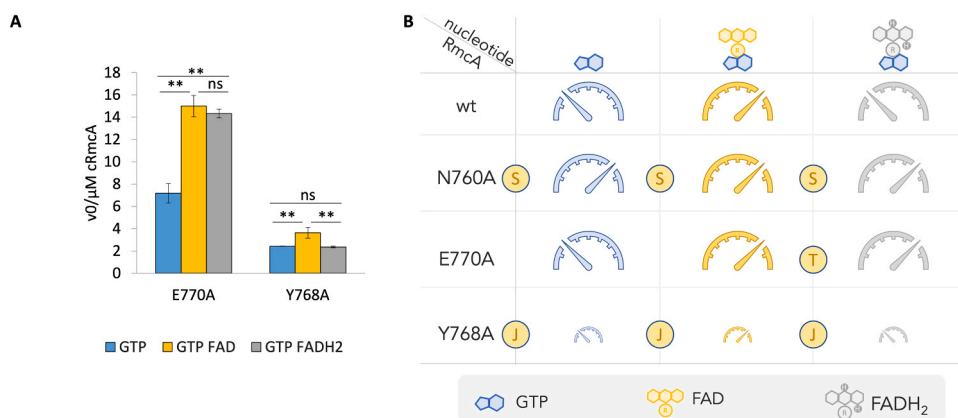 A
v0/µM cRmcA
18
16
14
12
10
8
6
4
2
0
**
** ns
ns
** **
E770A Y768A
GTP GTP FAD GTP FADH2
B
nucleotide
RmcA
R
H
R
H
wt
N760A S S S
E770A T
Y768A J J J
GTP R FAD H R H FADH₂